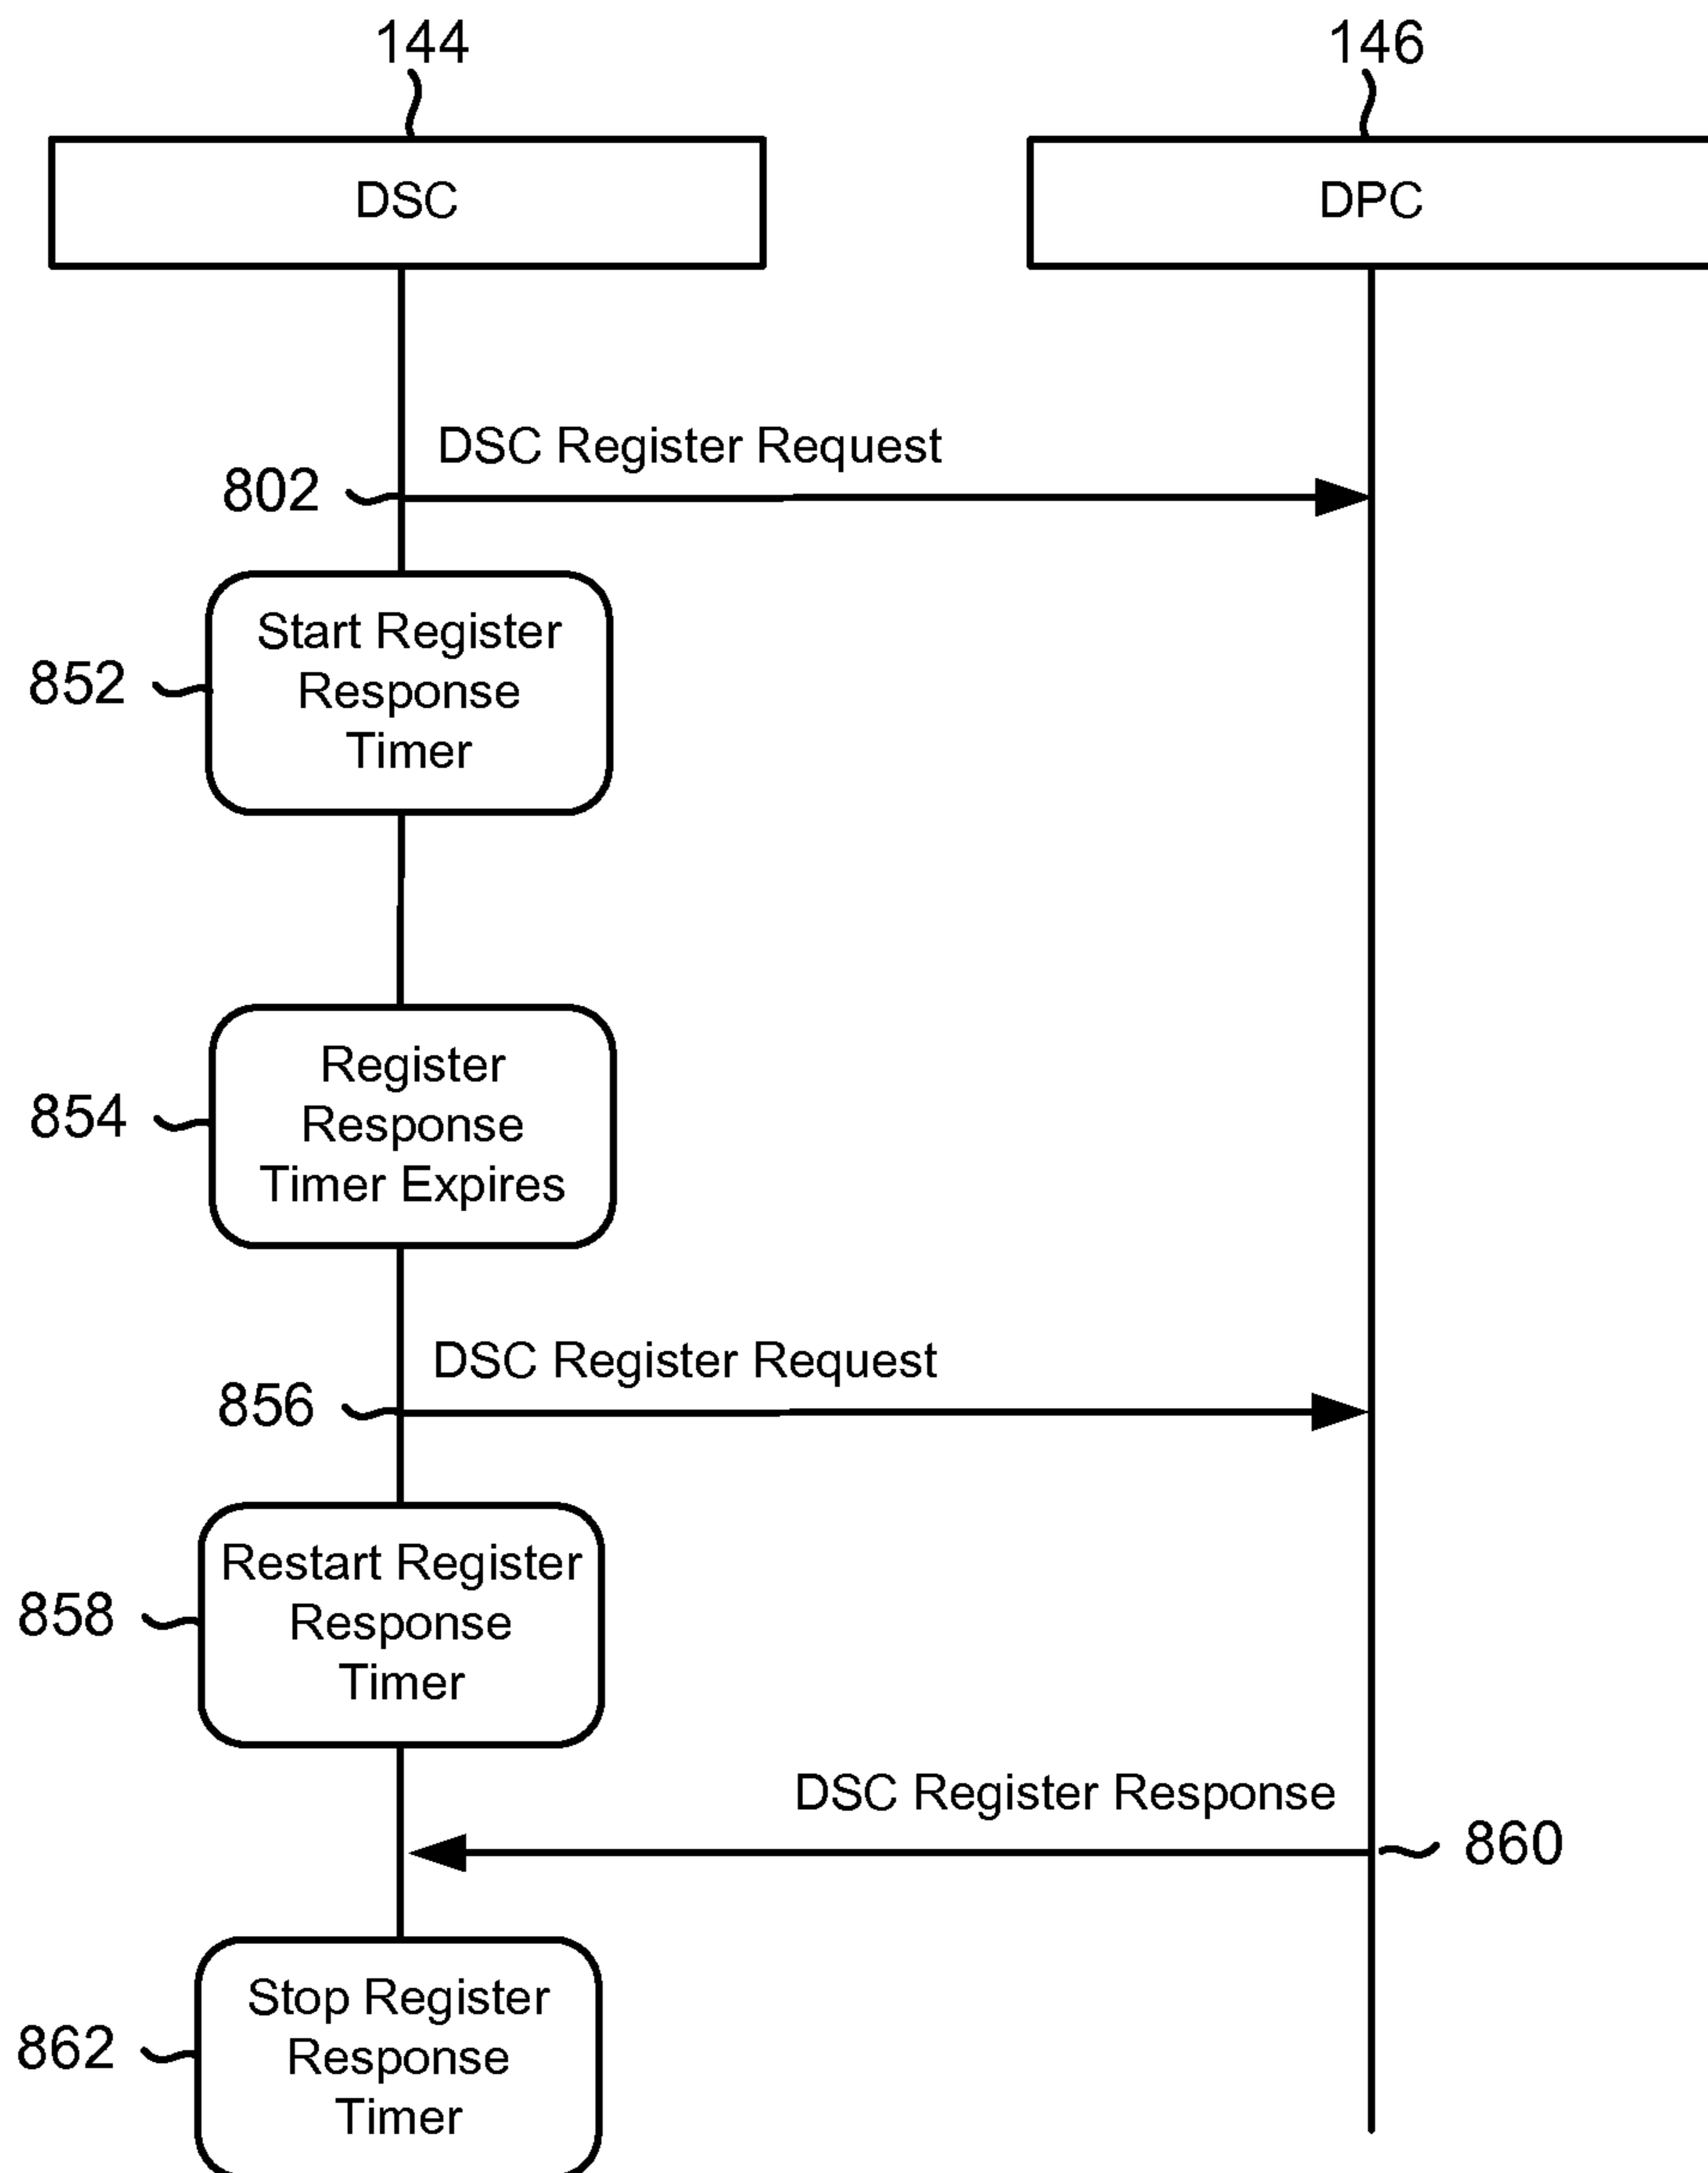 144
146
DSC
DPC
DSC Register Request
802
Start Register
Response
Timer
852
Register
Response
Timer Expires
854
DSC Register Request
856
Restart Register
Response
Timer
858
DSC Register Response
860
Stop Register
Response
Timer
862